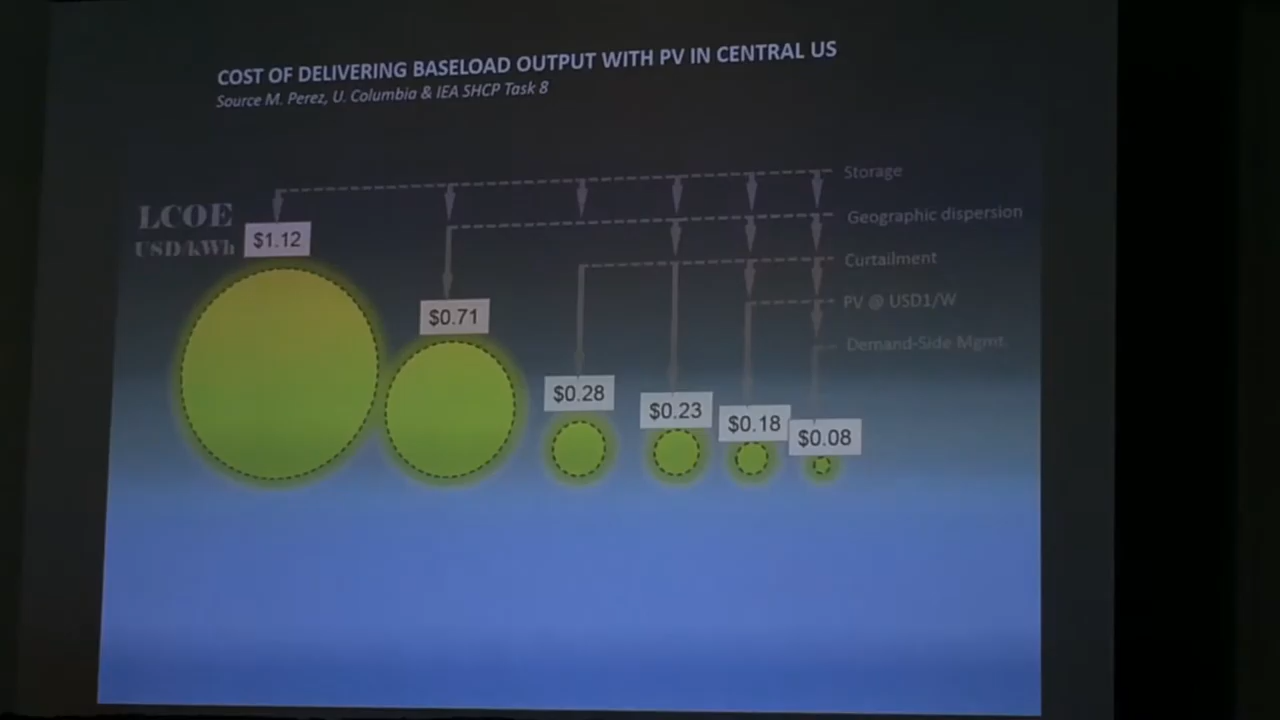 COST OF DELIVERING BASELOAD OUTPUT WITH PV IN CENTRAL US
Source M. Perez, U. Columbia & IEA SHCP Task 8
Storage
Geographic dispersion
Curtailment
PV @ USD1/W
Demand-Side Mgmt.
LCOE
USD/kWh
$1.12
$0.71
$0.28
$0.23
$0.18
$0.08